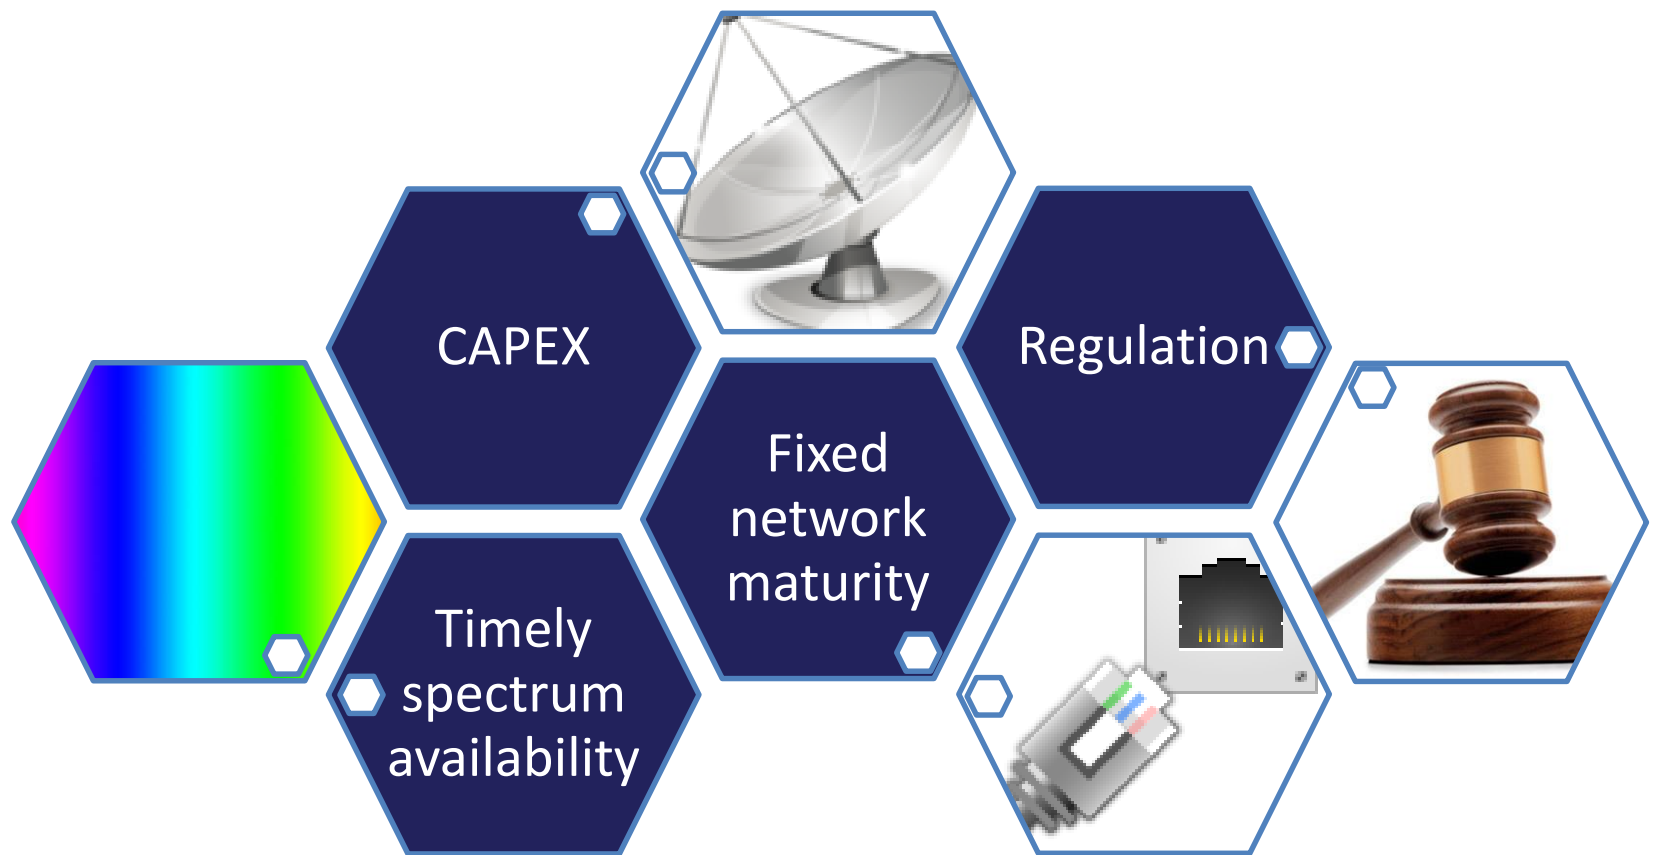 CAPEX
Regulation
Fixed
network
maturity
Timely
spectrum
availability